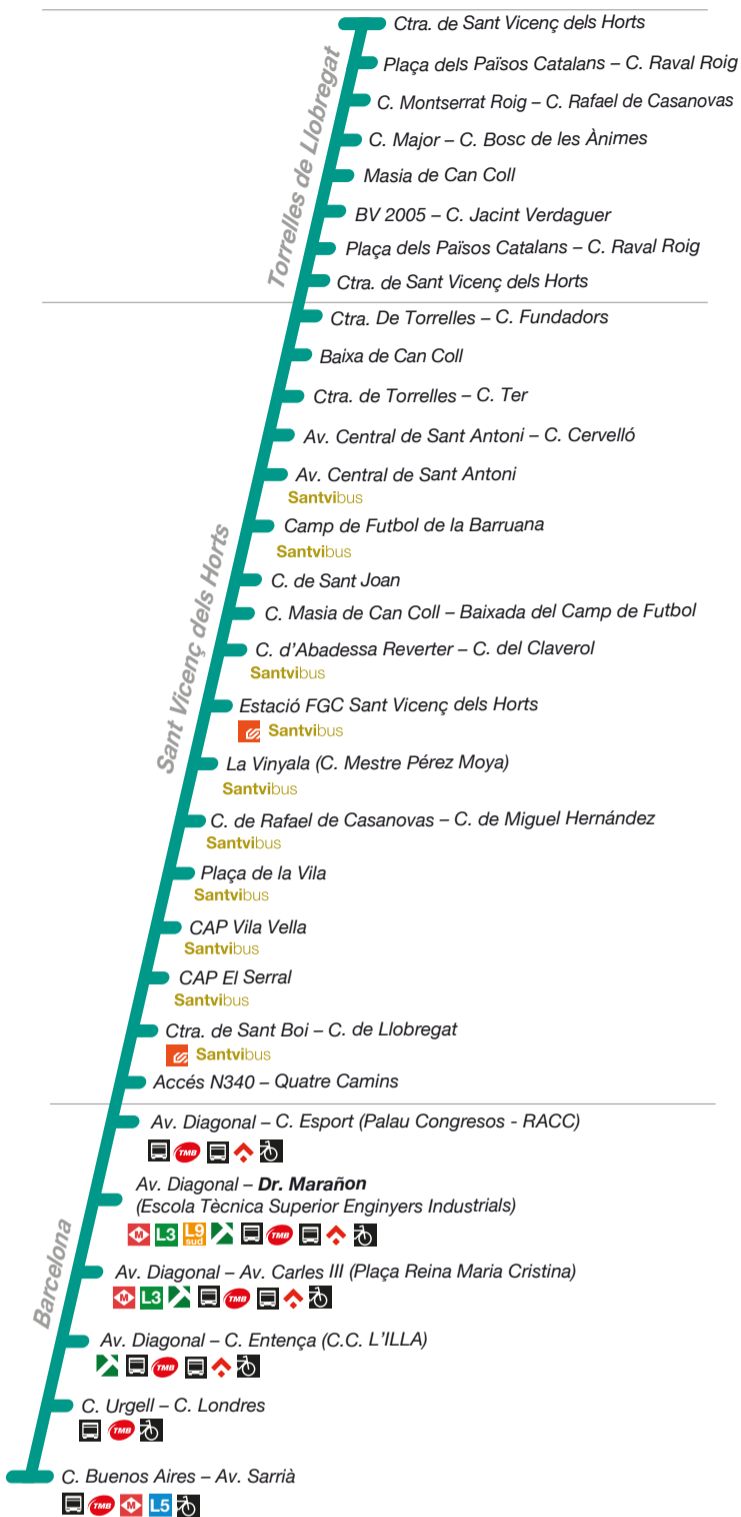 Torrelles de Llobregat
Ctra. de Sant Vicenç dels Horts
Plaça dels Països Catalans – C. Raval Roig
C. Montserrat Roig – C. Rafael de Casanovas
C. Major – C. Bosc de les Ànimes
Masia de Can Coll
BV 2005 – C. Jacint Verdaguer
Plaça dels Països Catalans – C. Raval Roig
Ctra. de Sant Vicenç dels Horts
Sant Vicenç dels Horts
Ctra. De Torrelles – C. Fundadors
Baixa de Can Coll
Ctra. de Torrelles – C. Ter
Av. Central de Sant Antoni – C. Cervelló
Av. Central de Sant Antoni
Santvibus
Camp de Futbol de la Barruana
Santvibus
C. de Sant Joan
C. Masia de Can Coll – Baixada del Camp de Futbol
C. d'Abadessa Reverter – C. del Claverol
Santvibus
Estació FGC Sant Vicenç dels Horts
Santvibus
La Vinyala (C. Mestre Pérez Moya)
Santvibus
C. de Rafael de Casanovas – C. de Miguel Hernández
Santvibus
Plaça de la Vila
Santvibus
CAP Vila Vella
Santvibus
CAP El Serral
Santvibus
Ctra. de Sant Boi – C. de Llobregat
Santvibus
Accés N340 – Quatre Camins
Barcelona
Av. Diagonal – C. Esport (Palau Congresos - RACC)
TMB
Av. Diagonal – Dr. Marañon
(Escola Tècnica Superior Enginyers Industrials)
M L3 L9 sud TMB
Av. Diagonal – Av. Carles III (Plaça Reina Maria Cristina)
M L3 TMB
Av. Diagonal – C. Entença (C.C. L'ILLA)
TMB
C. Urgell – C. Londres
TMB
C. Buenos Aires – Av. Sarrià
TMB M L5